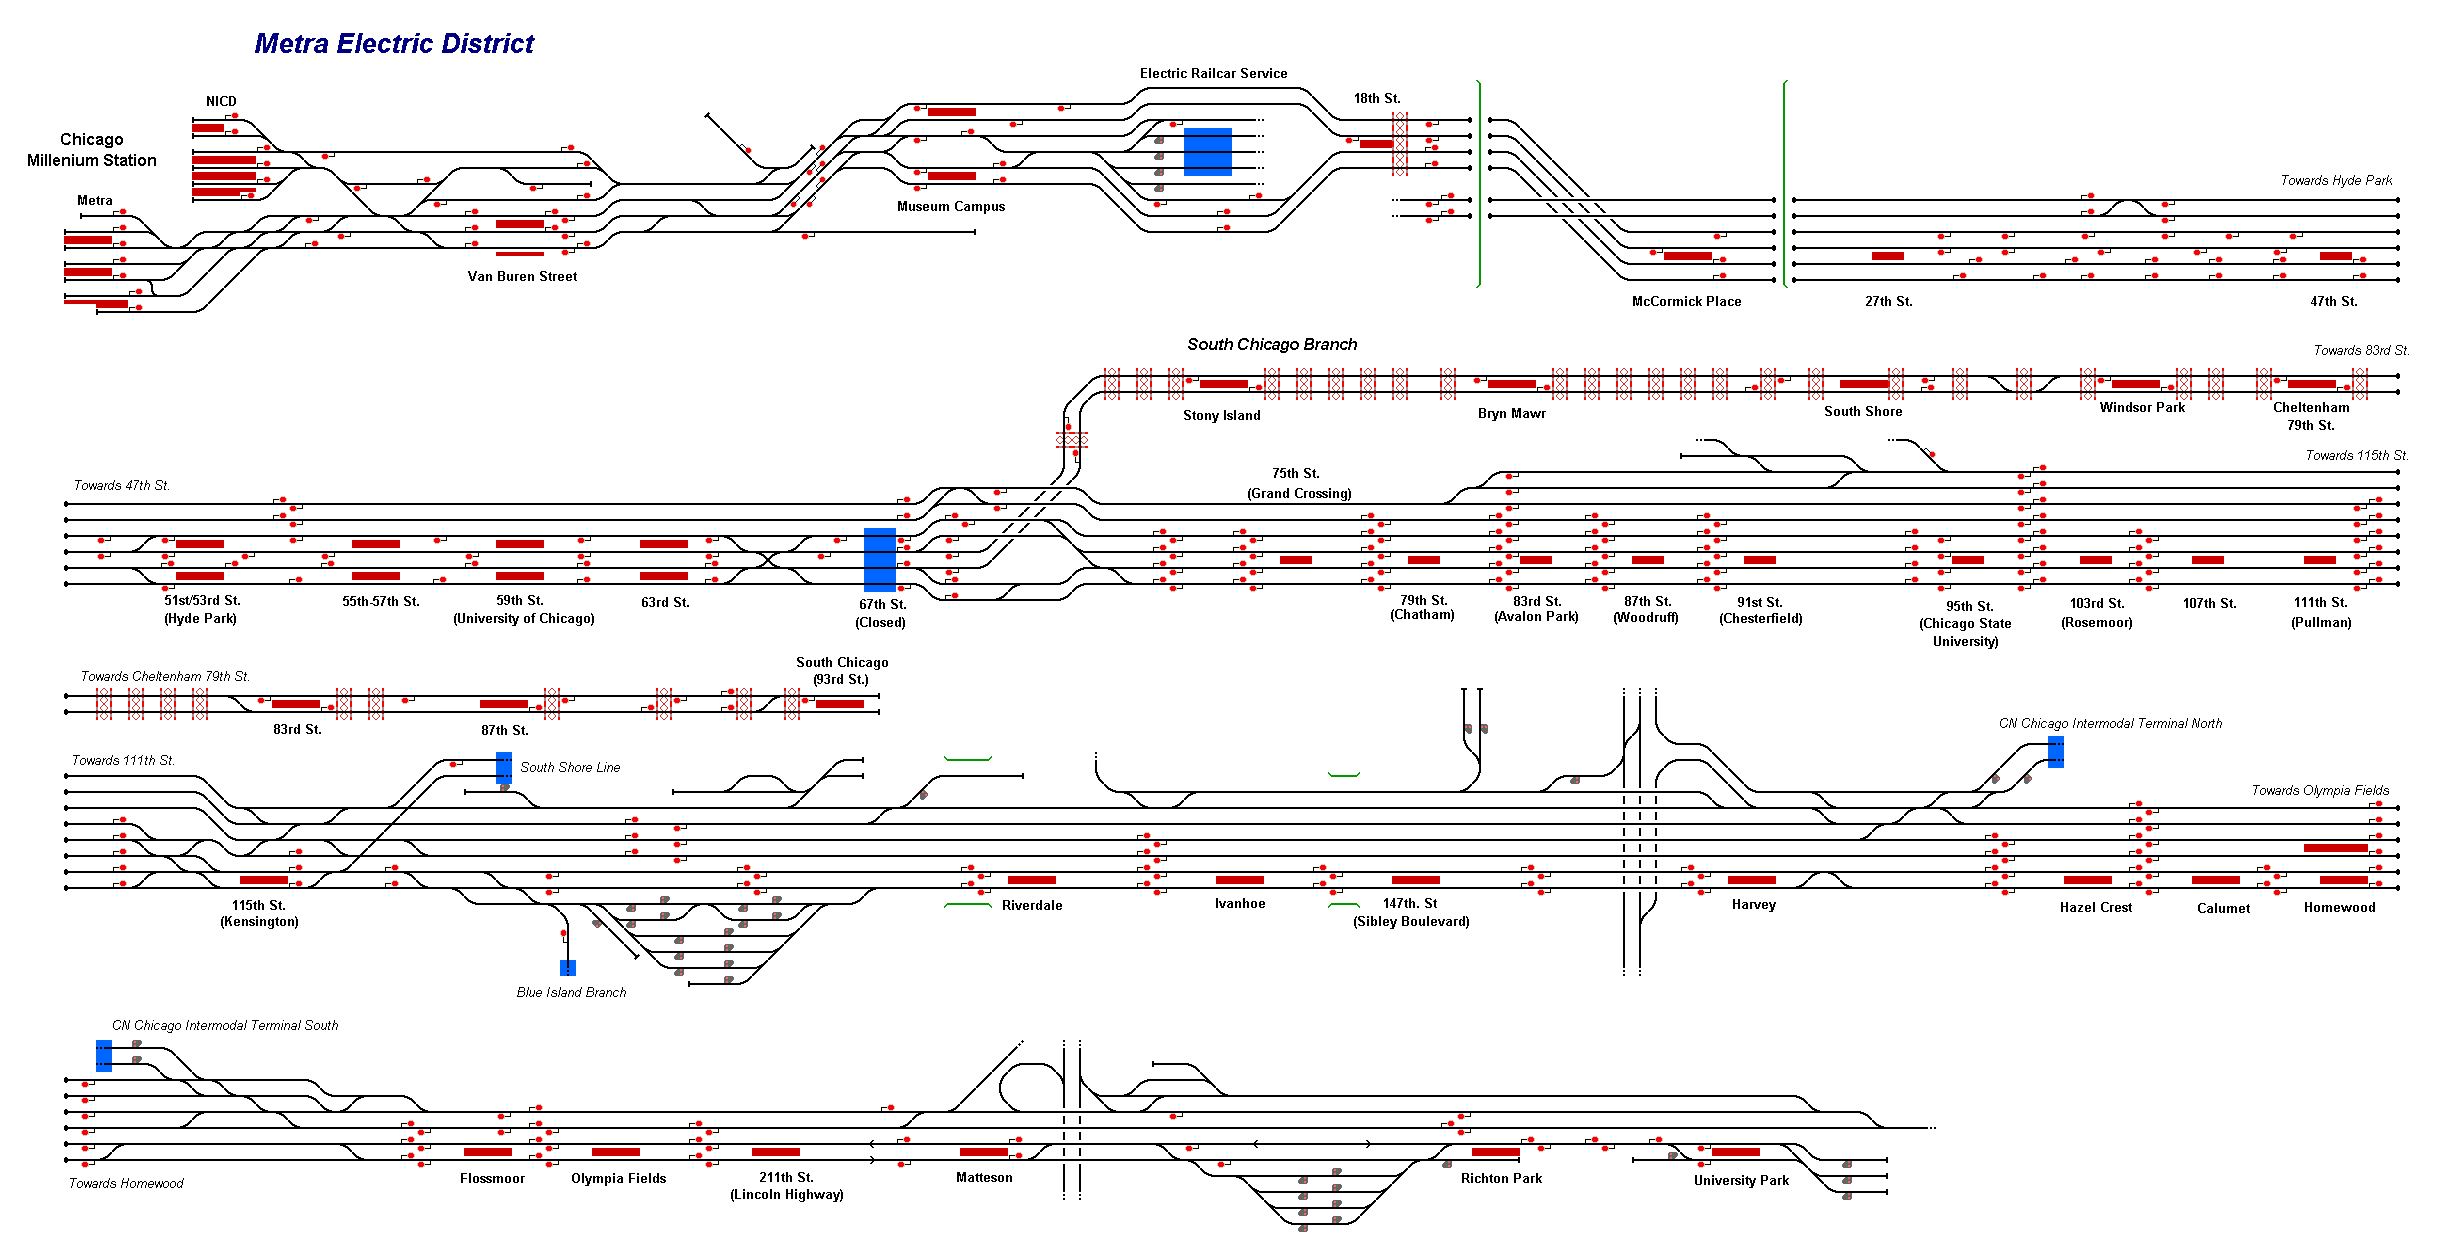 Metra Electric District
Electric Railcar Service
NICD
18th St.
Chicago
Millenium Station
Metra
Towards Hyde Park
Museum Campus
Van Buren Street
McCormick Place
27th St.
47th St.
South Chicago Branch
Towards 83rd St.
Stony Island
Bryn Mawr
South Shore
Windsor Park
Cheltenham
79th St.
Towards 47th St.
75th St.
(Grand Crossing)
Towards 115th St.
51st/53rd St.
(Hyde Park)
55th-57th St.
59th St.
(University of Chicago)
63rd St.
67th St.
(Closed)
79th St.
(Chatham)
83rd St.
(Avalon Park)
87th St.
(Woodruff)
91st St.
(Chesterfield)
95th St.
(Chicago State
University)
103rd St.
(Rosemoor)
107th St.
111th St.
(Pullman)
Towards Cheltenham 79th St.
South Chicago
(93rd St.)
83rd St.
87th St.
CN Chicago Intermodal Terminal North
Towards 111th St.
South Shore Line
Towards Olympia Fields
115th St.
(Kensington)
Riverdale
Ivanhoe
147th. St
(Sibley Boulevard)
Harvey
Hazel Crest
Calumet
Homewood
Blue Island Branch
CN Chicago Intermodal Terminal South
Towards Homewood
Flossmoor
Olympia Fields
211th St.
(Lincoln Highway)
Matteson
Richton Park
University Park